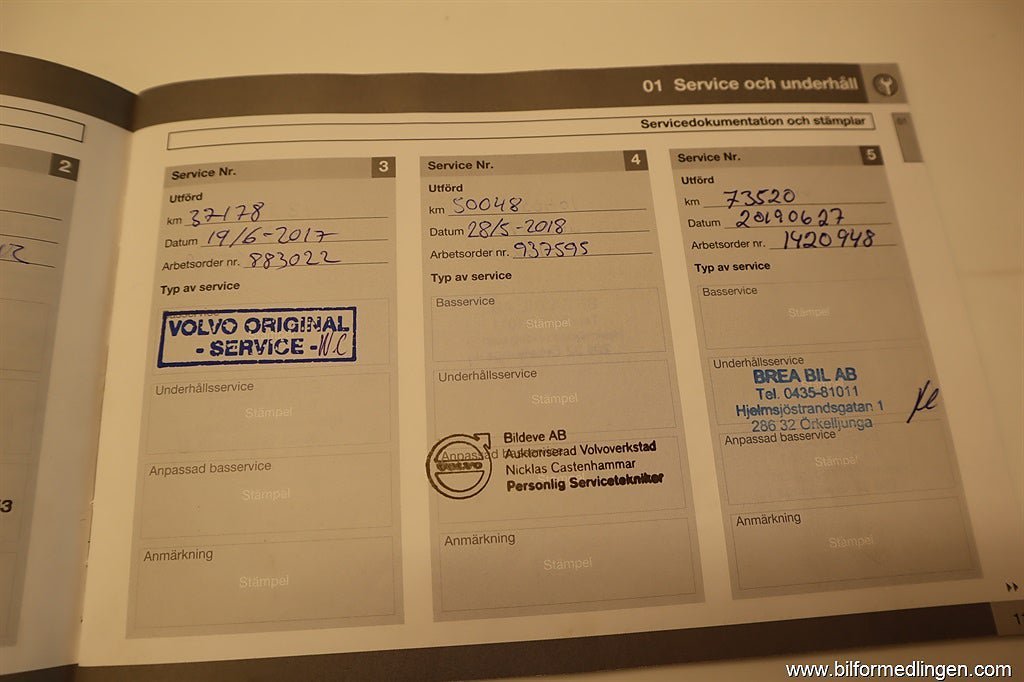 01 Service och underhåll
Servicedokumentation och stämplar
01
2
3
Service Nr. 3
Utförd
km 37178
Datum 19/6-2017
Arbetsorder nr. 883022
Typ av service
VOLVO ORIGINAL
- SERVICE -
Underhållsservice
Stämpel
Anpassad basservice
Stämpel
Anmärkning
Stämpel
Service Nr. 4
Utförd
km 50048
Datum 28/5-2018
Arbetsorder nr. 937595
Typ av service
Basservice
Stämpel
Underhållsservice
Stämpel
Anpassad basservice
VOLVO
Bildeve AB
Auktoriserad Volvoverkstad
Nicklas Castenhammar
Personlig Servicetekniker
Anmärkning
Stämpel
Service Nr. 5
Utförd
km 73520
Datum 20190627
Arbetsorder nr. 1420948
Typ av service
Basservice
Stämpel
Underhållsservice
BREA BIL AB
Tel. 0435-81011
Hjelmsjöstrandsgatan 1
286 32 Örkelljunga
Anpassad basservice
Stämpel
Anmärkning
Stämpel
www.bilformedlingen.com